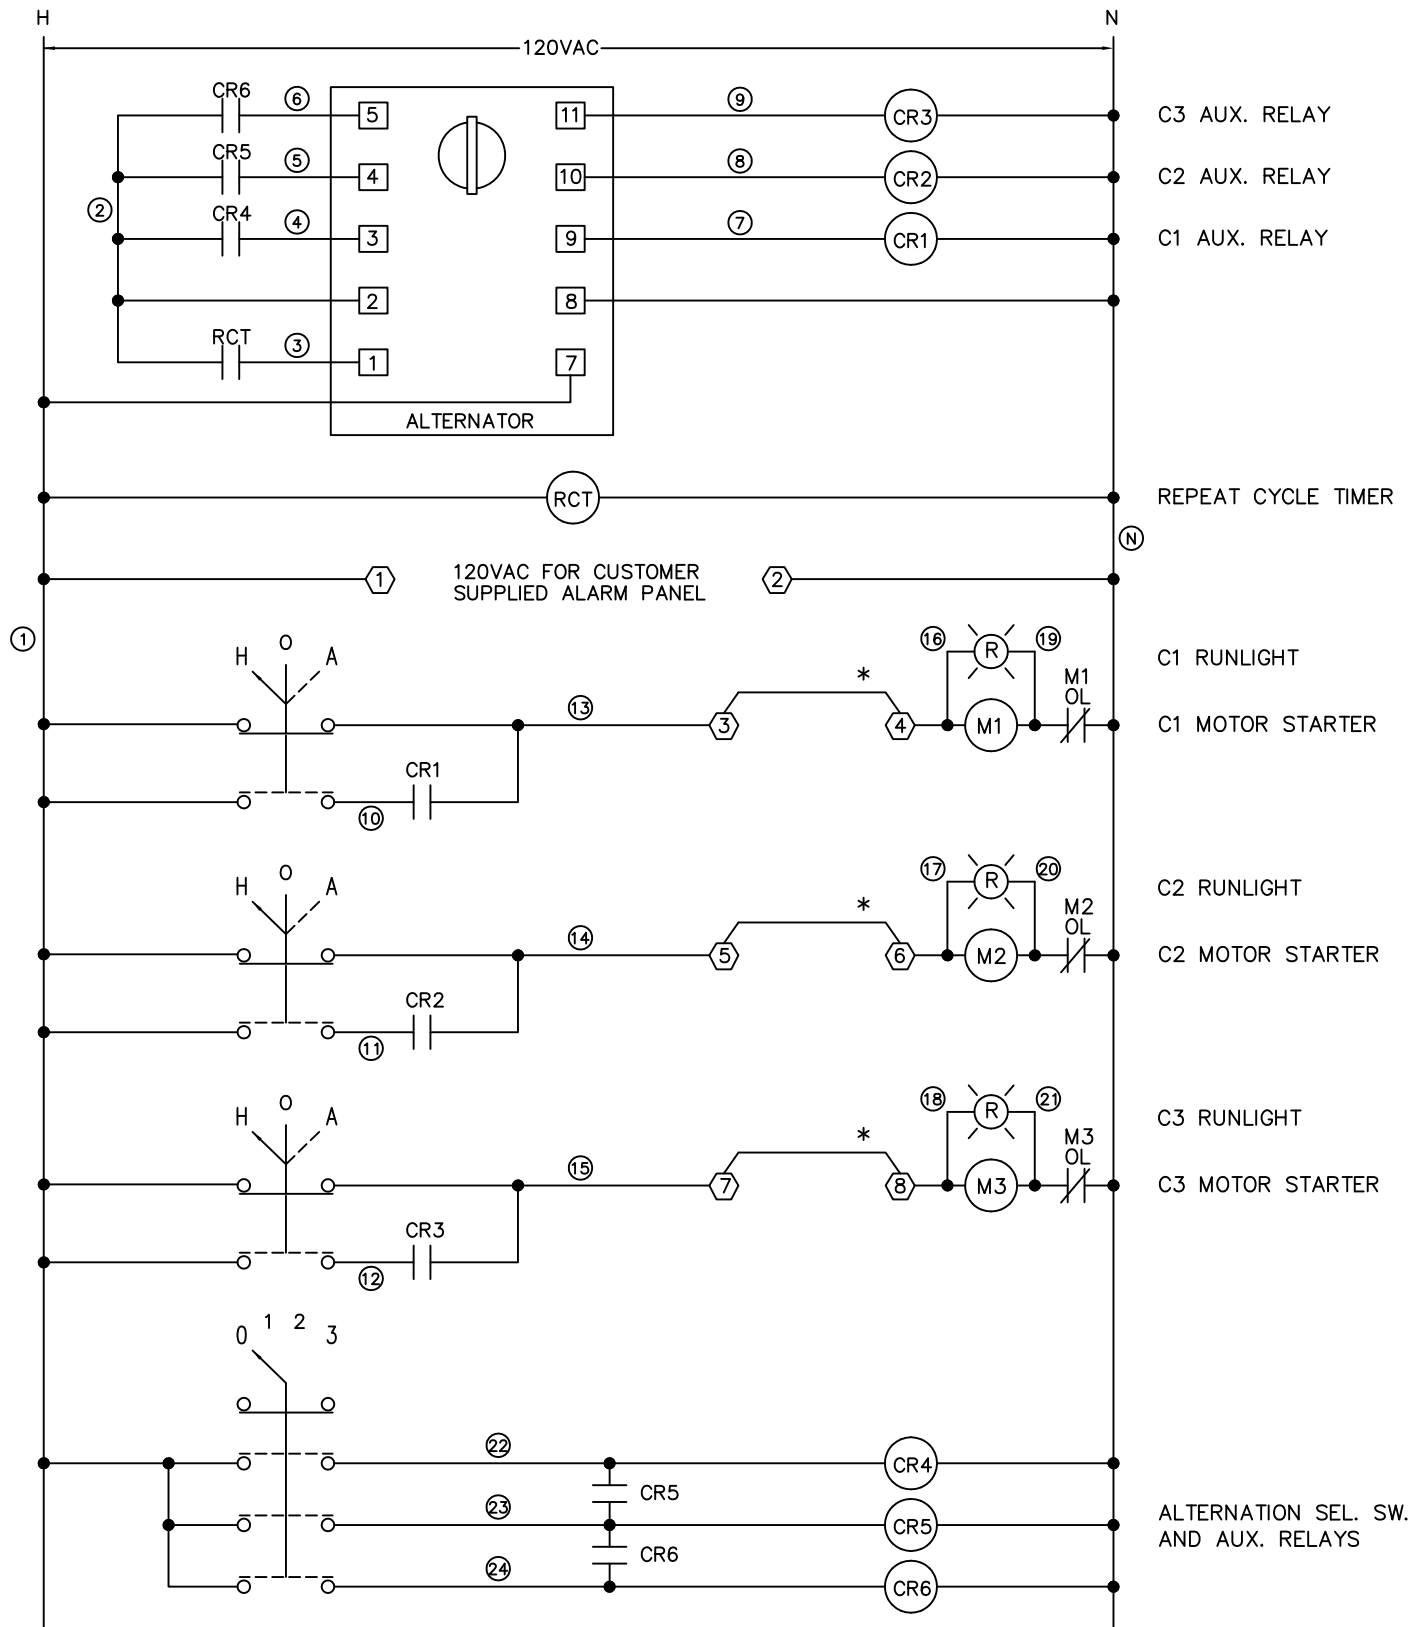 H N
120VAC
CR6 6 5 11 9 CR3 C3 AUX. RELAY
CR5 5 4 10 8 CR2 C2 AUX. RELAY
2 CR4 4 3 9 7 CR1 C1 AUX. RELAY
2 8
RCT 3 1 7
ALTERNATOR
RCT REPEAT CYCLE TIMER
N
1 120VAC FOR CUSTOMER 2
SUPPLIED ALARM PANEL
1
H O A * 16 R 19 C1 RUNLIGHT
M1
OL
13 3 4 M1 C1 MOTOR STARTER
CR1
10
H O A * 17 R 20 C2 RUNLIGHT
M2
OL
14 5 6 M2 C2 MOTOR STARTER
CR2
11
H O A * 18 R 21 C3 RUNLIGHT
M3
OL
15 7 8 M3 C3 MOTOR STARTER
CR3
12
0 1 2 3
22 CR4
CR5
23 CR5 ALTERNATION SEL. SW.
AND AUX. RELAYS
CR6
24 CR6